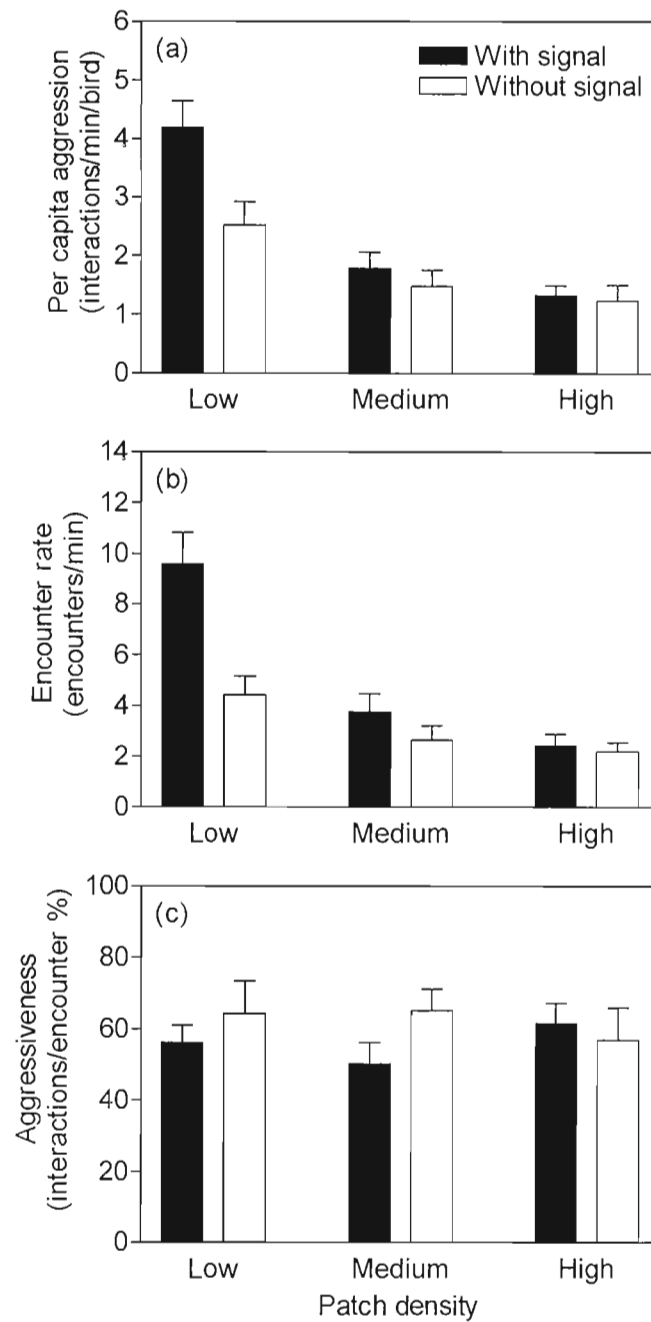 (a)
With signal
Without signal
Per capita aggression
(interactions/min/bird)
6
5
4
3
2
1
0
Low Medium High
(b)
Encounter rate
(encounters/min)
14
12
10
8
6
4
2
0
Low Medium High
(c)
Aggressiveness
(interactions/encounter %)
100
80
60
40
20
0
Low Medium High
Patch density